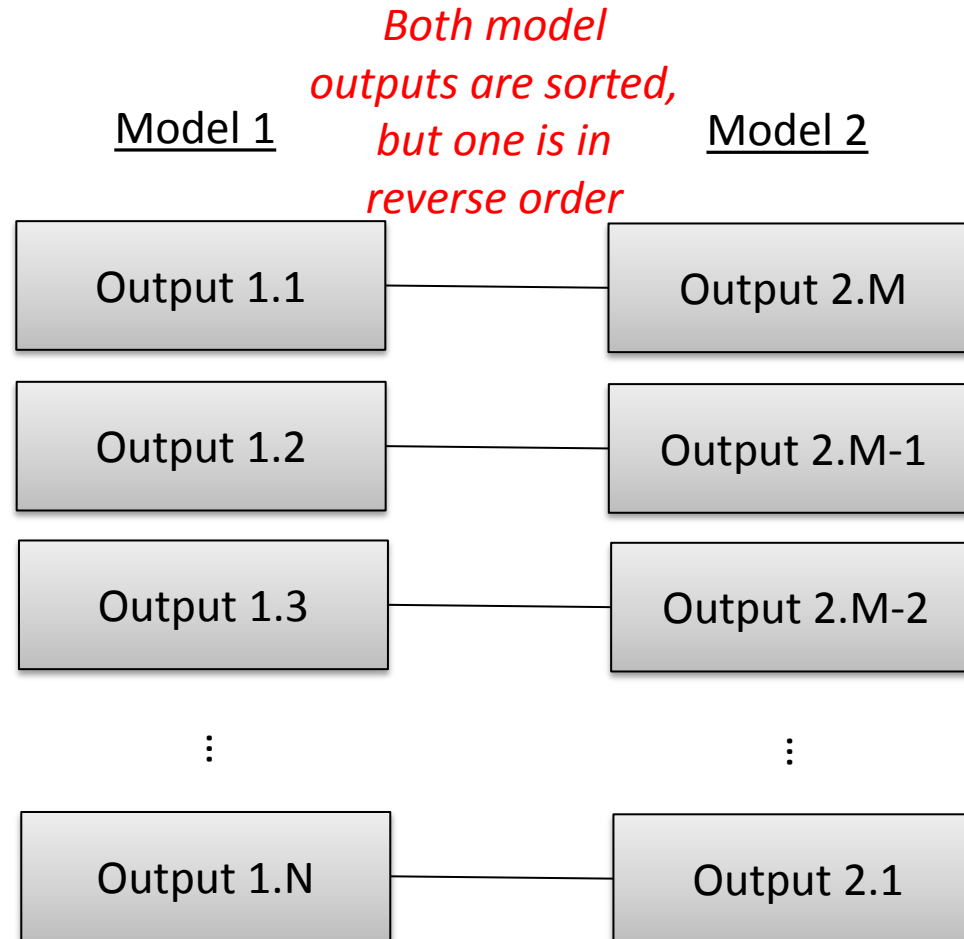 Both model
outputs are sorted,
but one is in
reverse order
Model 1
Model 2
Output 1.1
Output 2.M
Output 1.2
Output 2.M-1
Output 1.3
Output 2.M-2
...
...
Output 1.N
Output 2.1